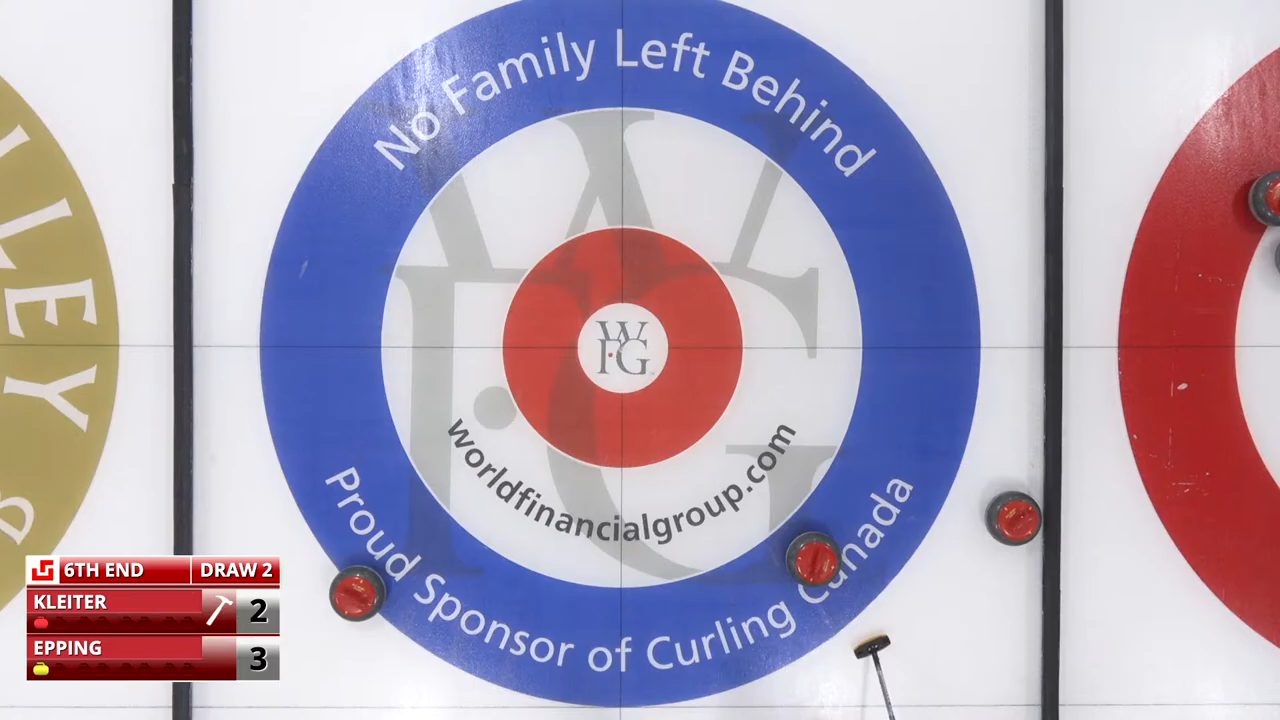 No Family Left Behind
WFG
worldfinancialgroup.com
Proud Sponsor of Curling Canada
LLEY
&
6TH END DRAW 2
KLEITER 2
EPPING 3